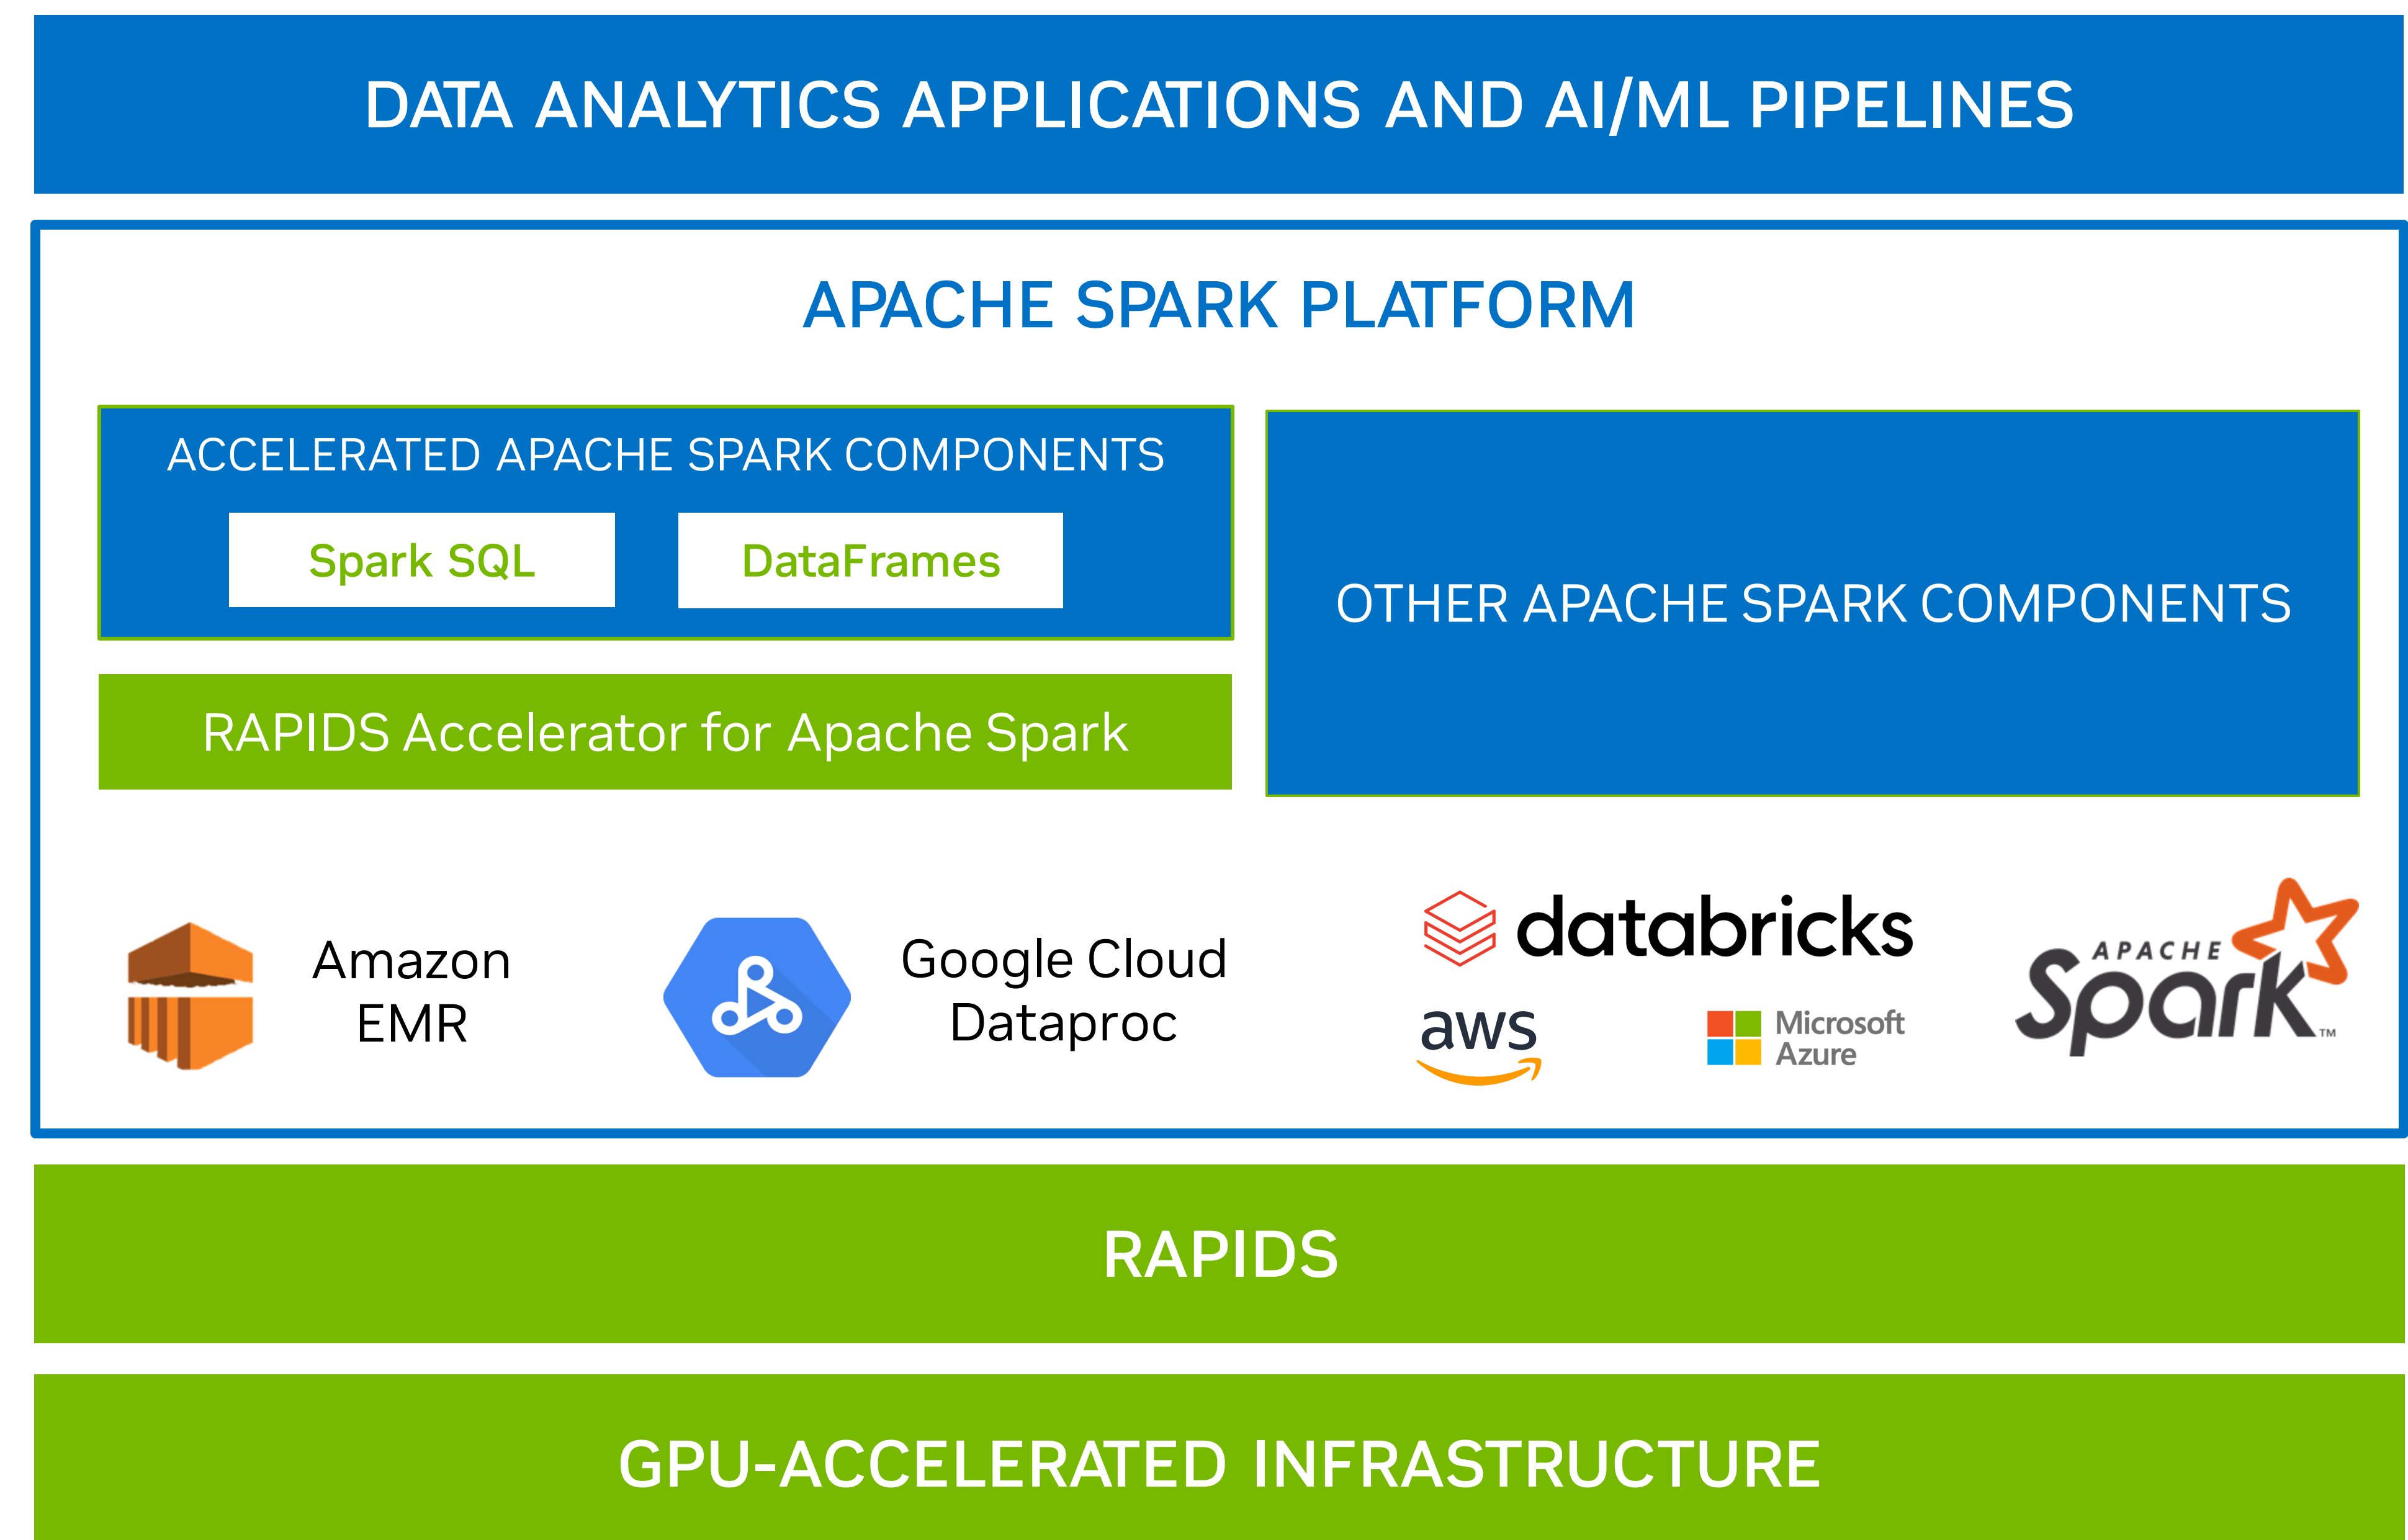 DATA ANALYTICS APPLICATIONS AND AI/ML PIPELINES
APACHE SPARK PLATFORM
ACCELERATED APACHE SPARK COMPONENTS
Spark SQL
DataFrames
OTHER APACHE SPARK COMPONENTS
RAPIDS Accelerator for Apache Spark
Amazon
EMR
Google Cloud
Dataproc
databricks
aws
Microsoft
Azure
APACHE
Spark™
RAPIDS
GPU-ACCELERATED INFRASTRUCTURE